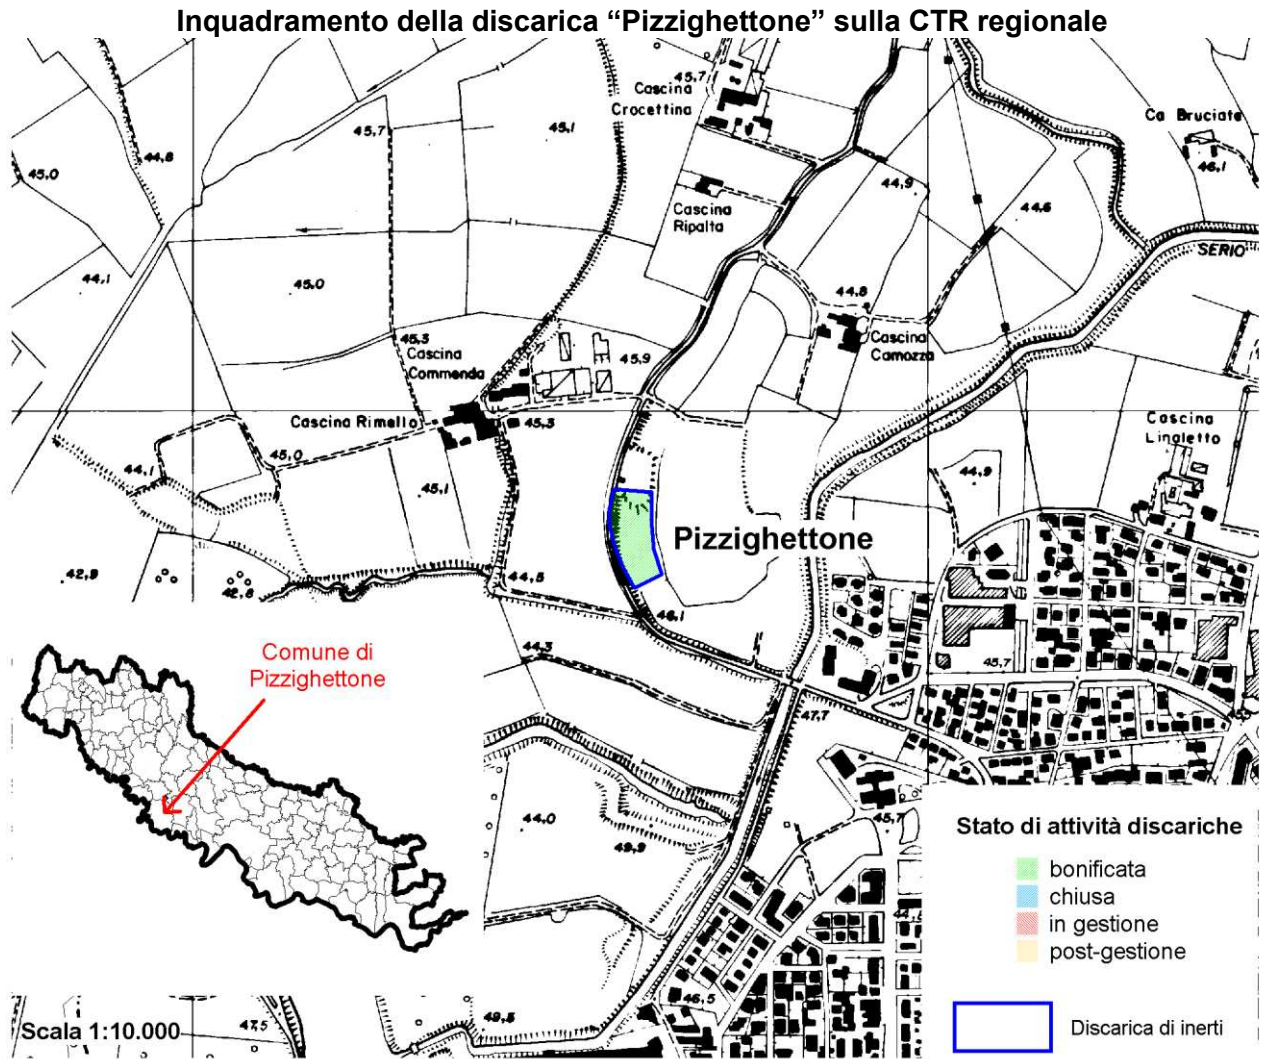 Inquadramento della discarica “Pizzighettone” sulla CTR regionale
45,7
Cascina
Crocettina
45,7
45,1
Ca Bruciate
44,8
45,0
46,1
44,9
44,6
Cascina
Ripalta
SERIO
44,1
45,0
44,8
45,3
Cascina
Commenda
45,9
Cascina
Camozza
Cascina Rimello
45,3
Cascina
Linaletto
44,1
45,0
45,1
44,9
Pizzighettone
42,9
42,8
44,5
46,1
44,3
45,7
47,7
Comune di
Pizzighettone
44,0
49,9
45,7
Stato di attività discariche
bonificata
chiusa
in gestione
post-gestione
46,5
49,5
47,5
Scala 1:10.000
Discarica di inerti